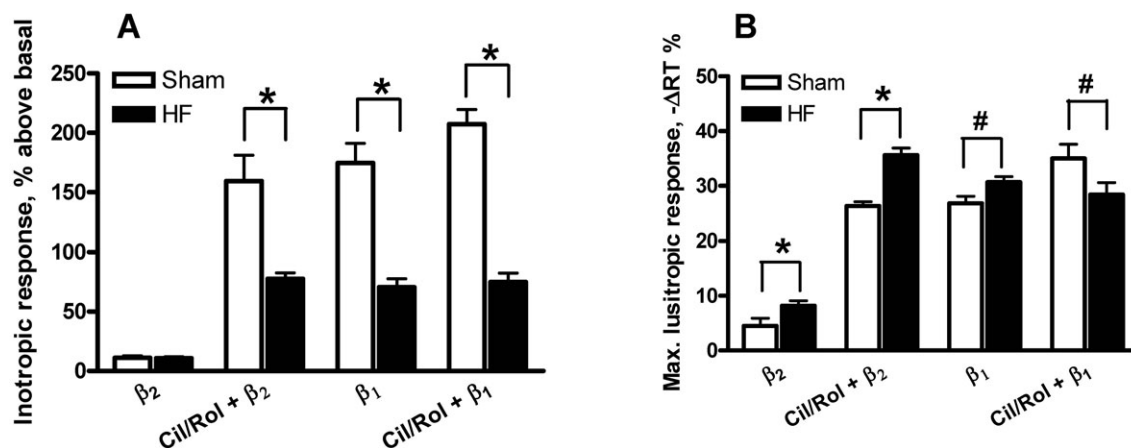 A
Inotropic response, % above basal
250
200
150
100
50
0
Sham
HF
*
*
*
β2
Cil/Rol + β2
β1
Cil/Rol + β1
B
Max. lusitropic response, -ΔRT %
50
40
30
20
10
0
Sham
HF
*
*
#
#
β2
Cil/Rol + β2
β1
Cil/Rol + β1